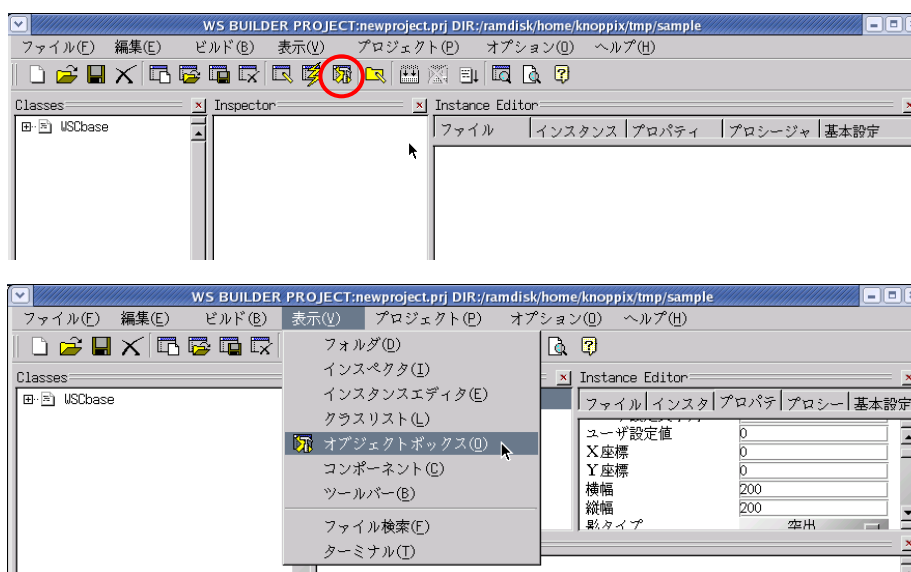 WS BUILDER PROJECT:newproject.prj DIR:/ramdisk/home/knoppix/tmp/sample
ファイル(F) 編集(E) ビルド(B) 表示(V) プロジェクト(P) オプション(O) ヘルプ(H)
Classes Inspector Instance Editor
WSCbase ファイル インスタンス プロパティ プロシージャ 基本設定
WS BUILDER PROJECT:newproject.prj DIR:/ramdisk/home/knoppix/tmp/sample
ファイル(F) 編集(E) ビルド(B) 表示(V) プロジェクト(P) オプション(O) ヘルプ(H)
フォルダ(D)
インスペクタ(I)
インスタンスエディタ(E)
クラスリスト(L)
オブジェクトボックス(O)
コンポーネント(C)
ツールバー(B)
ファイル検索(F)
ターミナル(T)
Classes
WSCbase
Instance Editor
ファイル インスタ プロパテ プロシー 基本設定
ユーザ設定値 0
X座標 0
Y座標 0
横幅 200
縦幅 200
影タイプ 突出